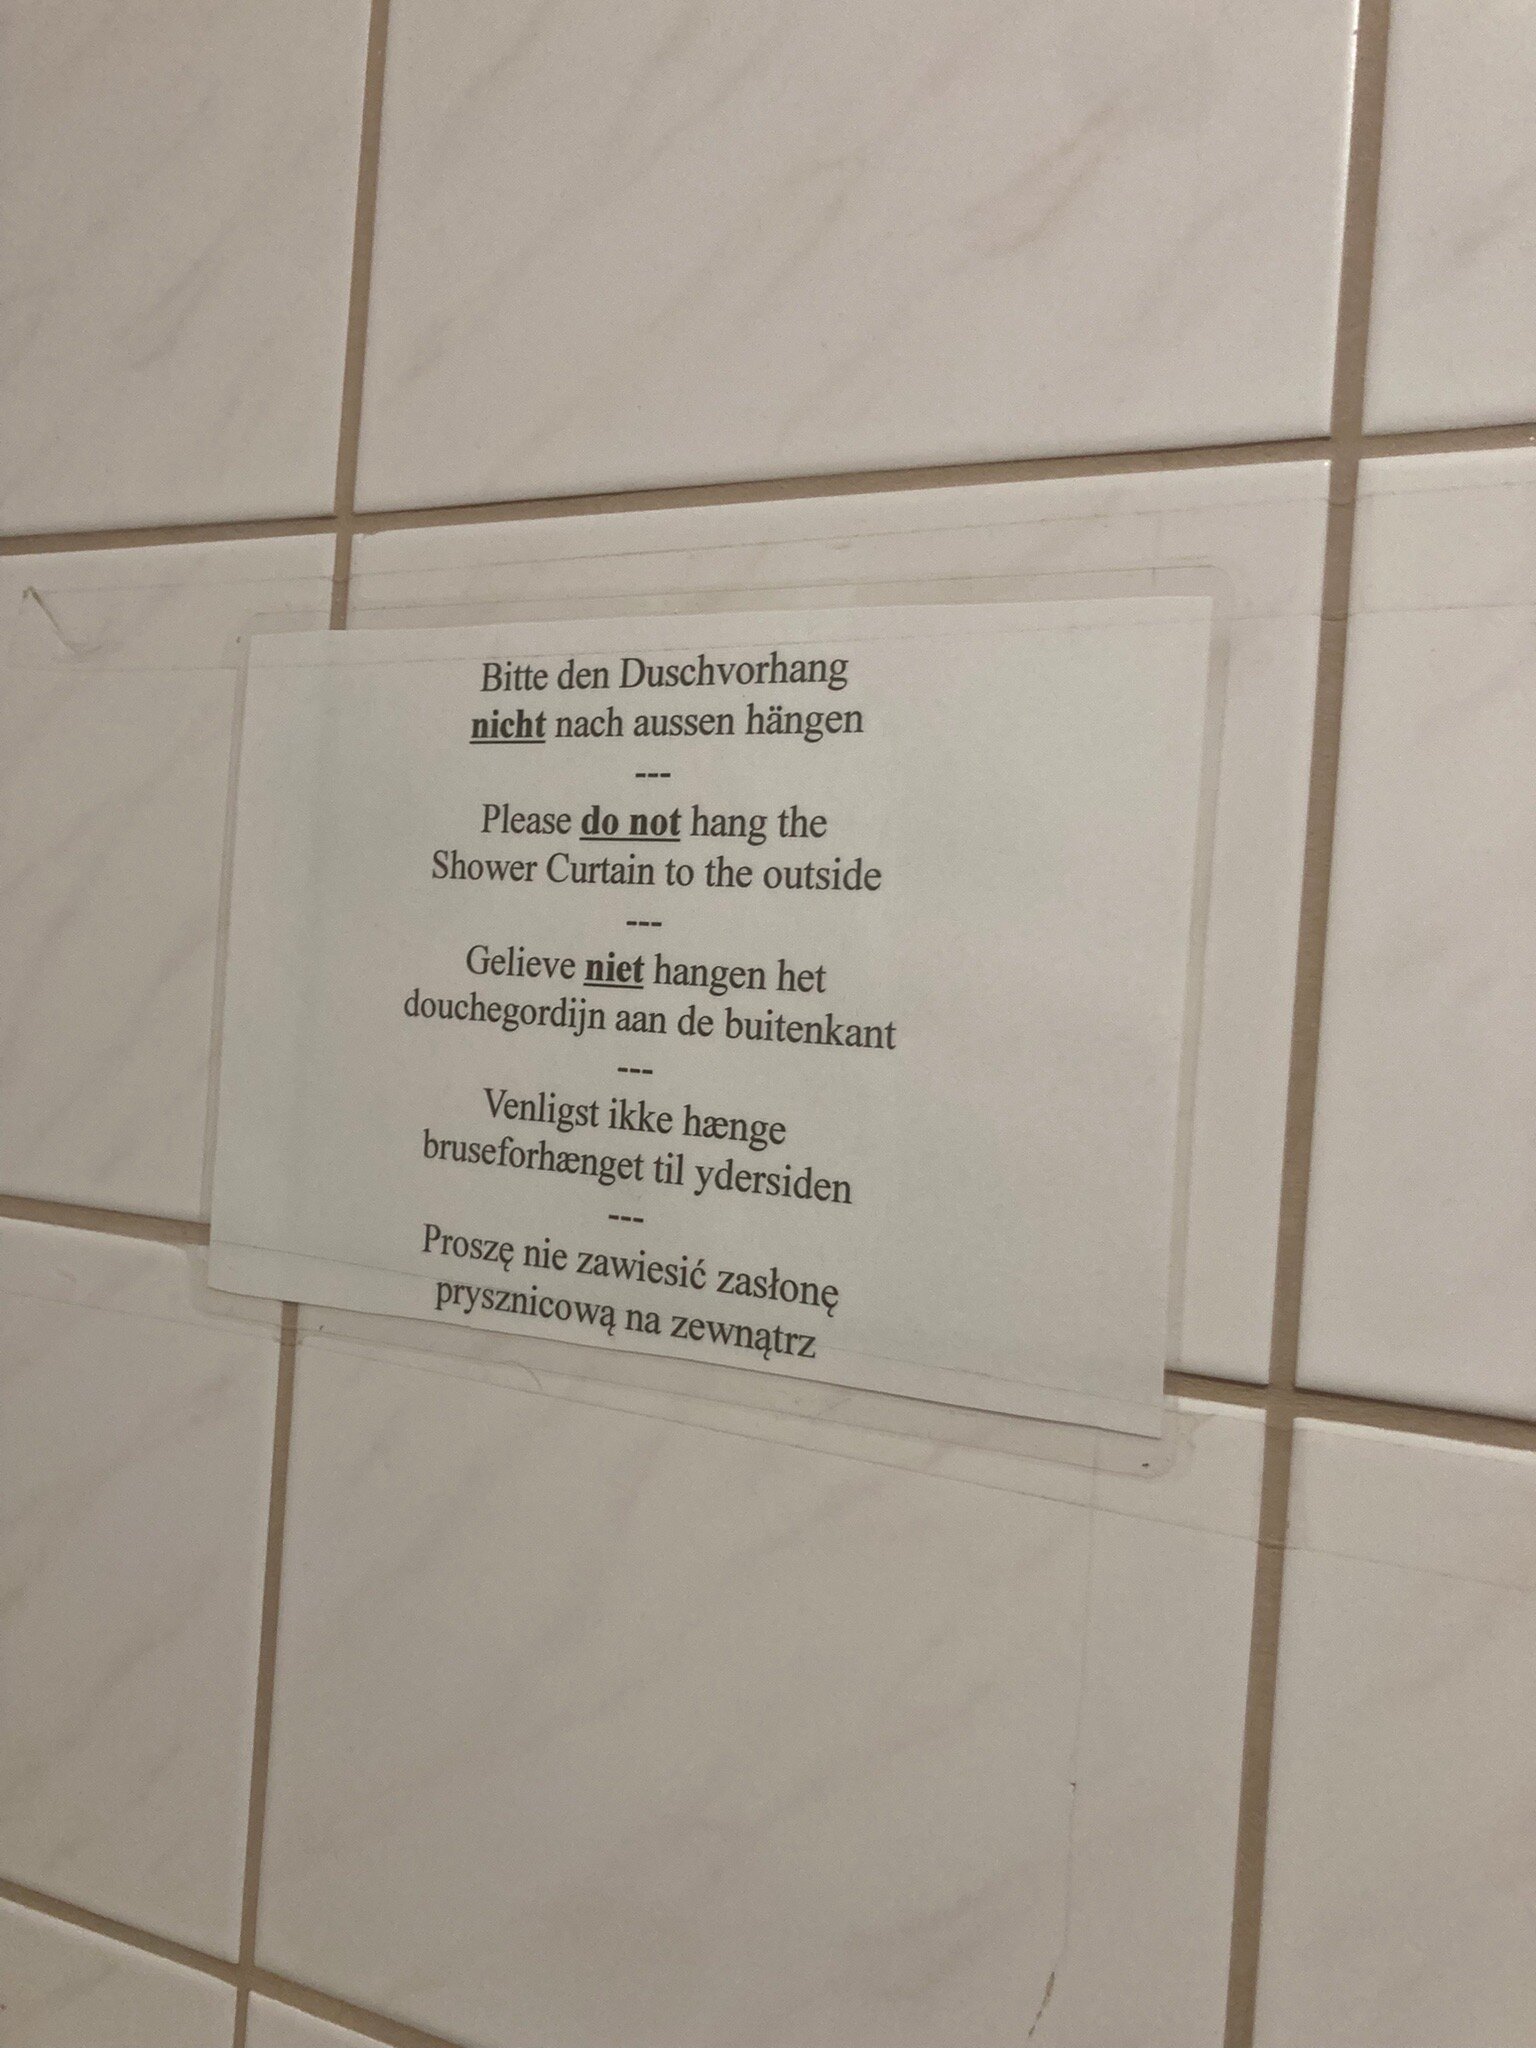 Bitte den Duschvorhang
nicht nach aussen hängen
---
Please do not hang the
Shower Curtain to the outside
---
Gelieve niet hangen het
douchegordijn aan de buitenkant
---
Venligst ikke hænge
bruseforhænget til ydersiden
---
Proszę nie zawiesić zasłonę
prysznicową na zewnątrz